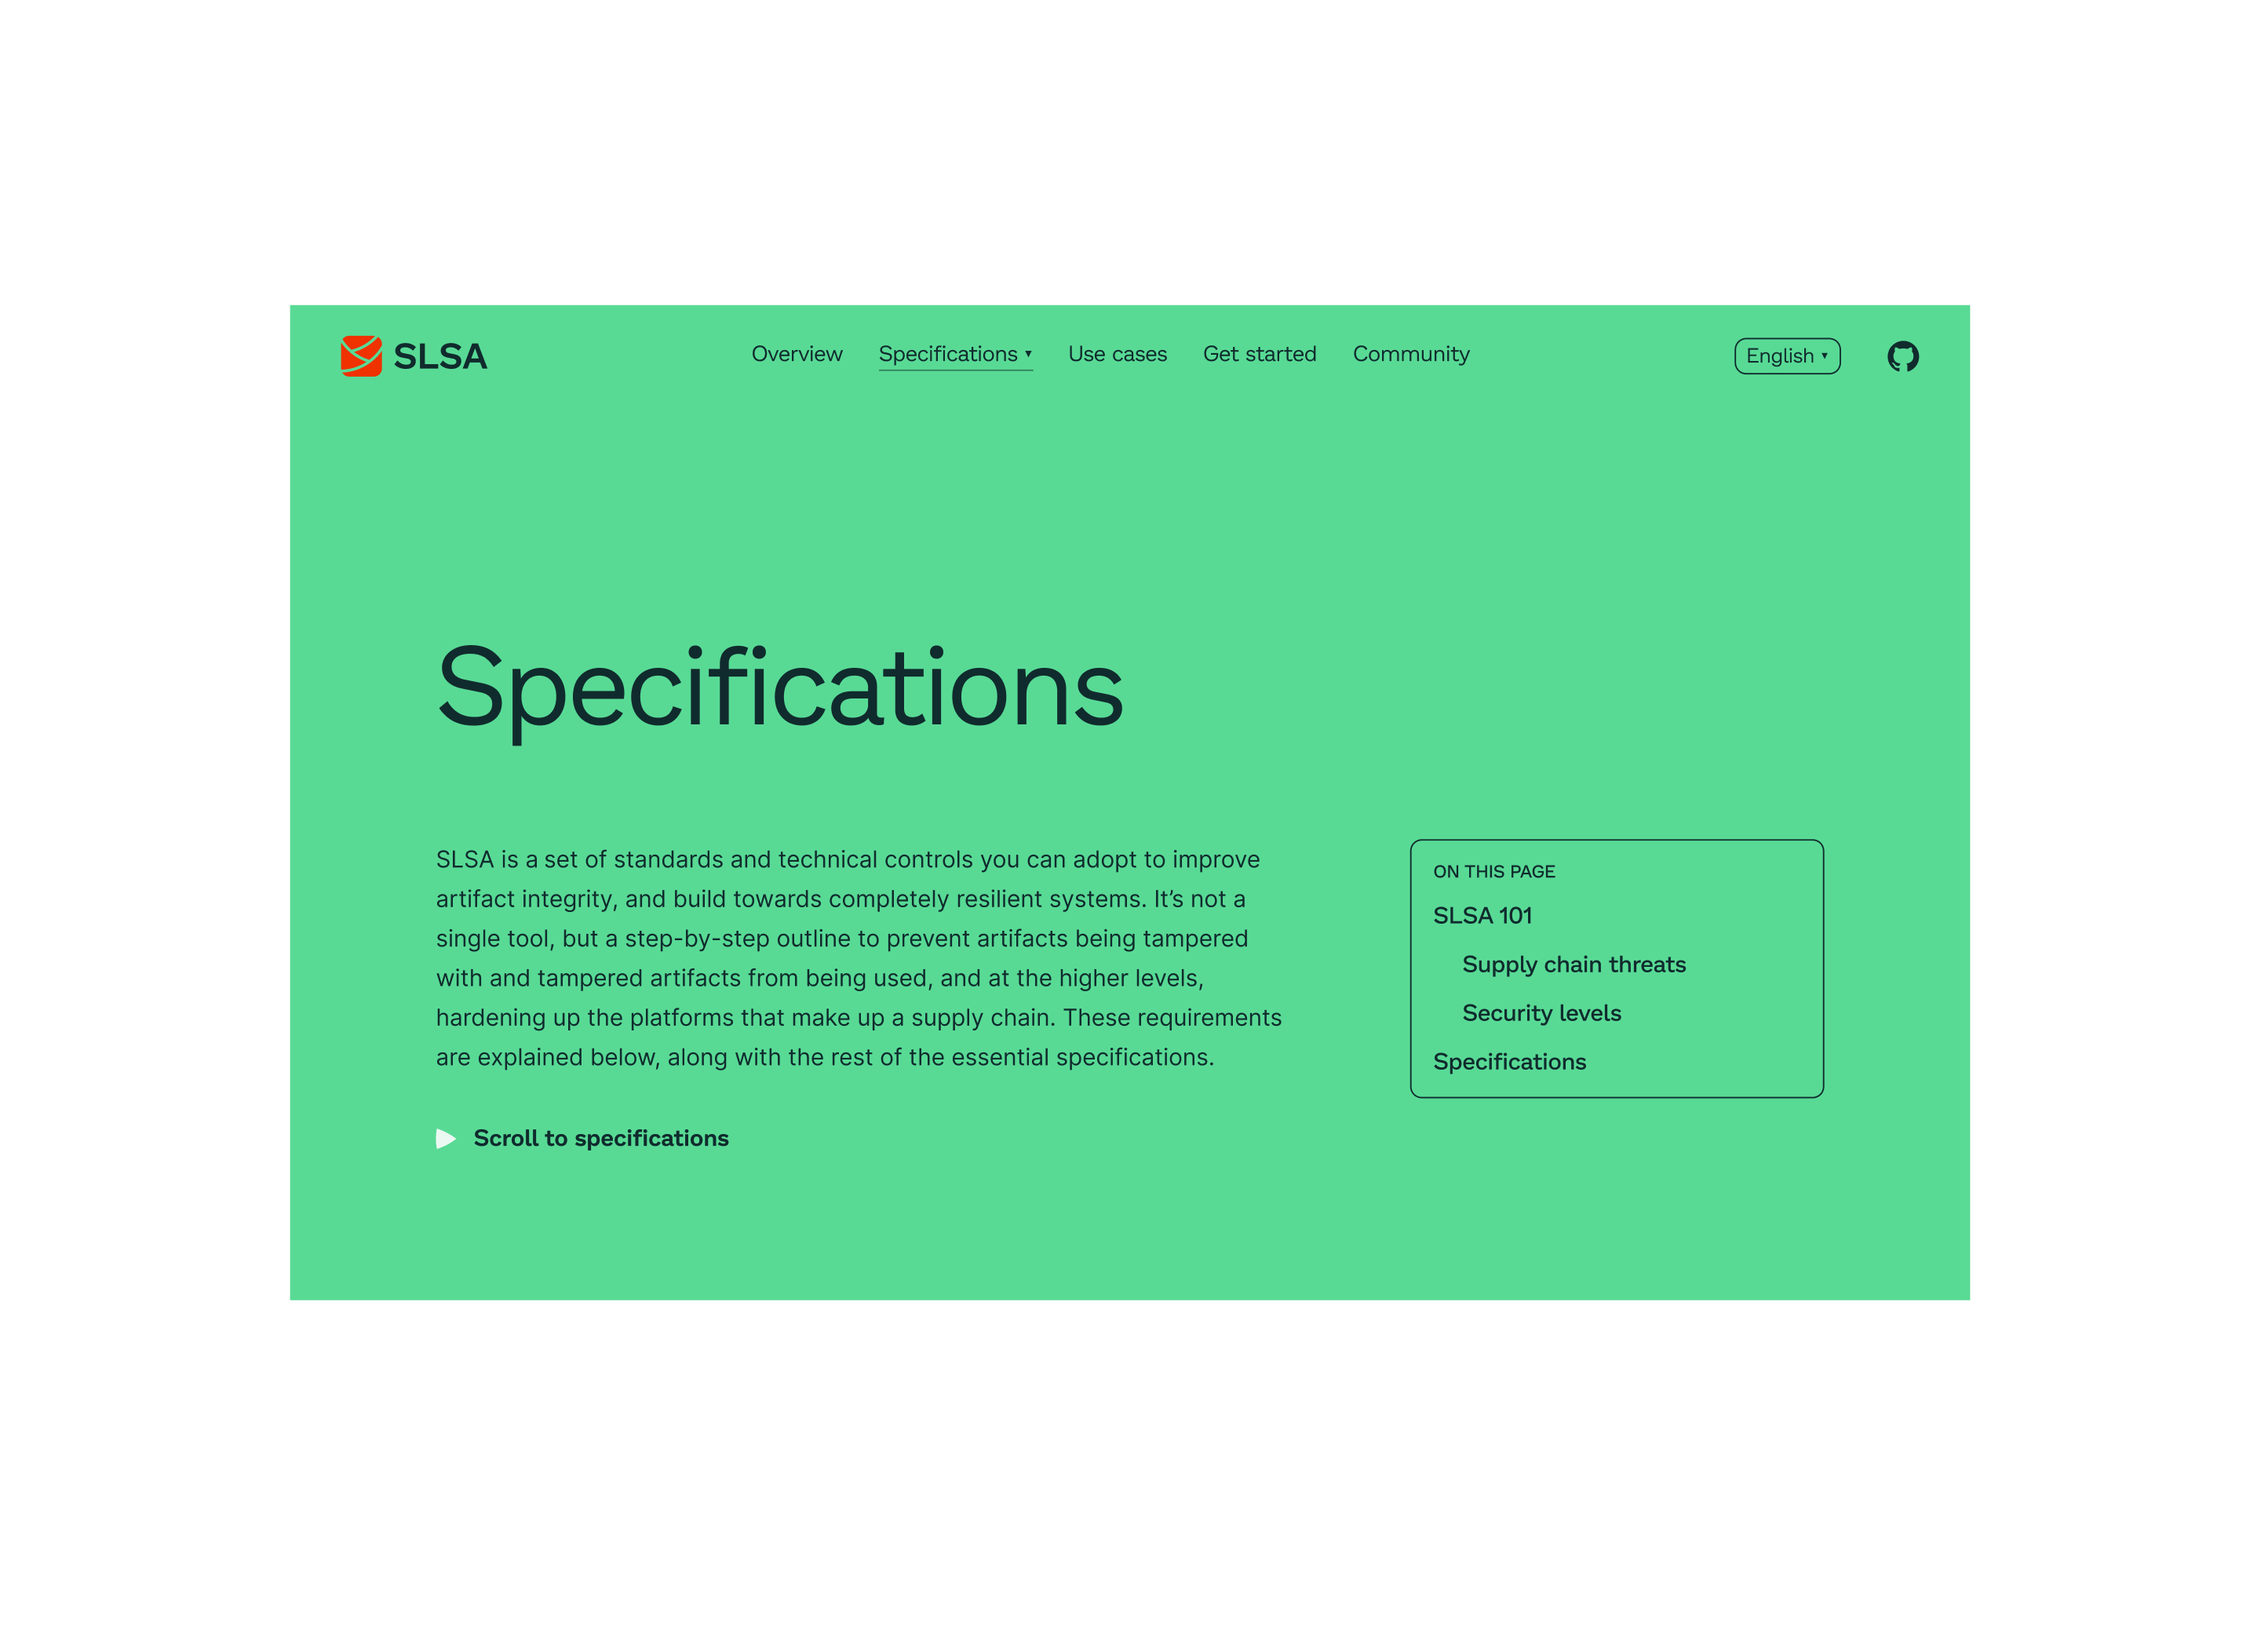 SLSA
Overview
Specifications ▾
Use cases
Get started
Community
English ▾
Specifications
SLSA is a set of standards and technical controls you can adopt to improve
artifact integrity, and build towards completely resilient systems. It’s not a
single tool, but a step-by-step outline to prevent artifacts being tampered
with and tampered artifacts from being used, and at the higher levels,
hardening up the platforms that make up a supply chain. These requirements
are explained below, along with the rest of the essential specifications.
Scroll to specifications
ON THIS PAGE
SLSA 101
Supply chain threats
Security levels
Specifications